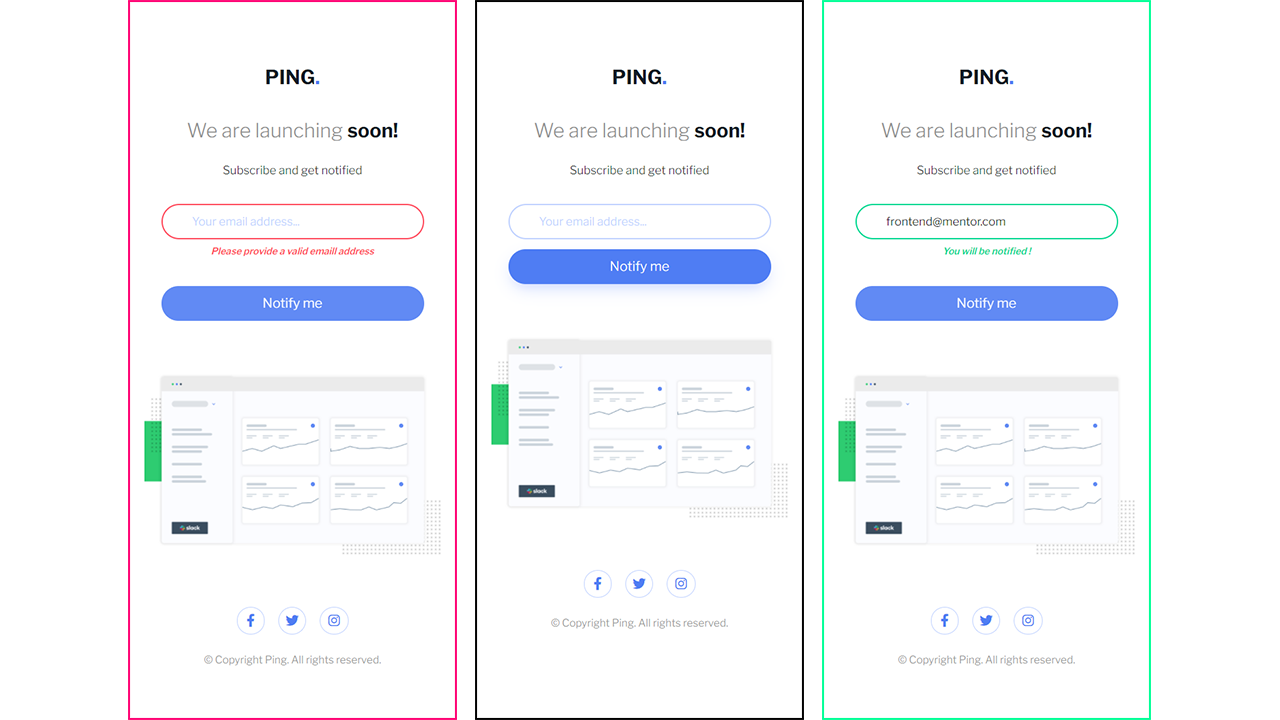 PING.
We are launching soon!
Subscribe and get notified
Your email address...
Please provide a valid emaill address
Notify me
slack
© Copyright Ping. All rights reserved.
PING.
We are launching soon!
Subscribe and get notified
Your email address...
Notify me
slack
© Copyright Ping. All rights reserved.
PING.
We are launching soon!
Subscribe and get notified
frontend@mentor.com
You will be notified !
Notify me
slack
© Copyright Ping. All rights reserved.